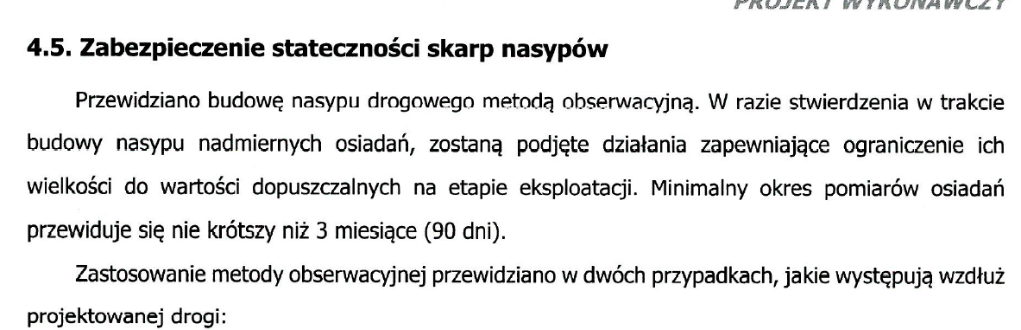 PROJEKT WYKONAWCZY
4.5. Zabezpieczenie stateczności skarp nasypów
Przewidziano budowę nasypu drogowego metodą obserwacyjną. W razie stwierdzenia w trakcie
budowy nasypu nadmiernych osiadań, zostaną podjęte działania zapewniające ograniczenie ich
wielkości do wartości dopuszczalnych na etapie eksploatacji. Minimalny okres pomiarów osiadań
przewiduje się nie krótszy niż 3 miesiące (90 dni).
Zastosowanie metody obserwacyjnej przewidziano w dwóch przypadkach, jakie występują wzdłuż
projektowanej drogi: